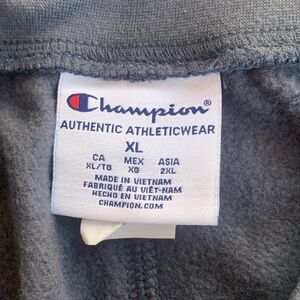 Champion®
AUTHENTIC ATHLETICWEAR
XL
CA MEX ASIA
XL/TG XG 2XL
MADE IN VIETNAM
FABRIQUÉ AU VIÊT-NAM
HECHO EN VIETNAM
CHAMPION.COM